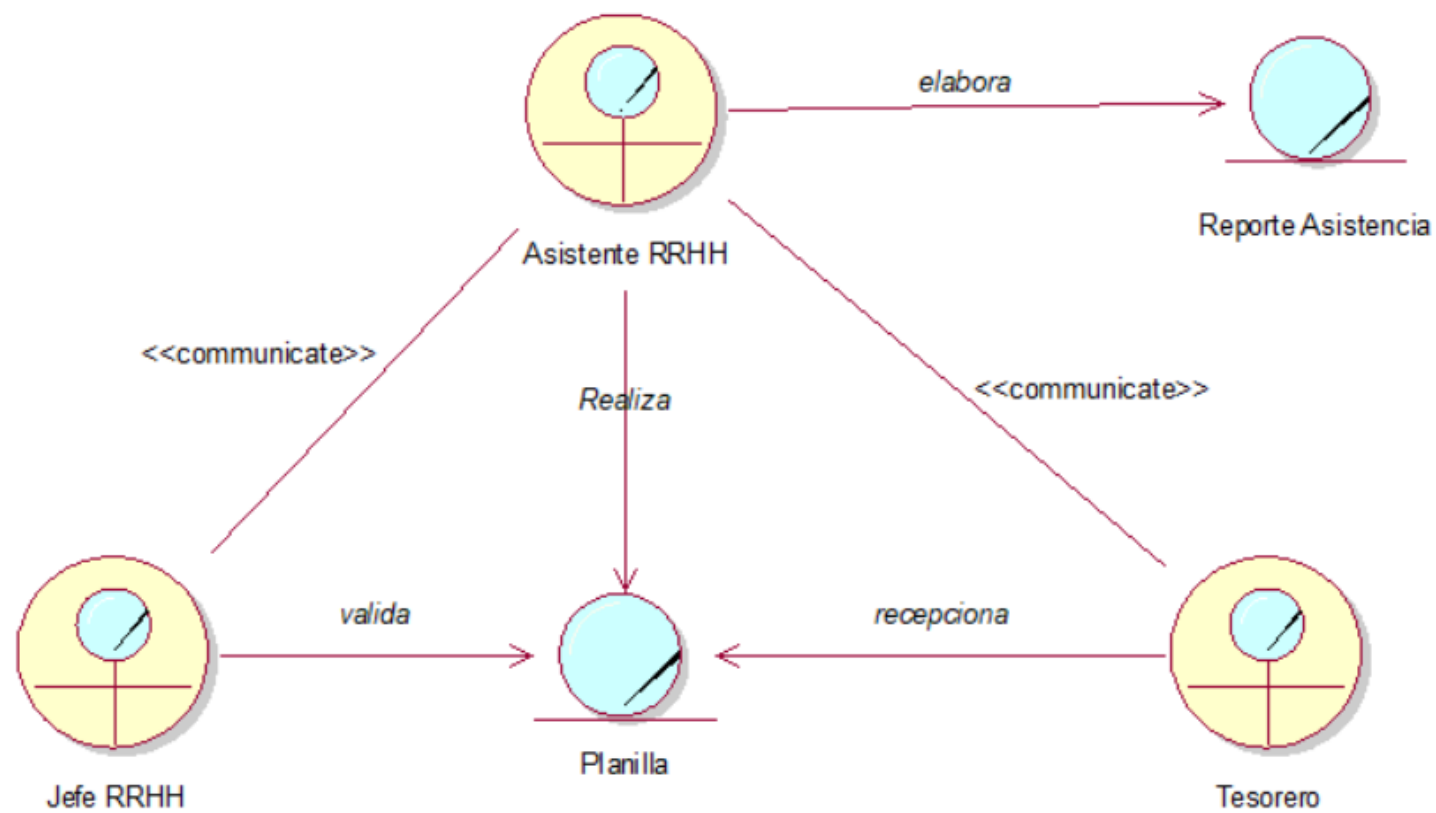 elabora
Reporte Asistencia
Asistente RRHH
<<communicate>>
Realiza
<<communicate>>
valida
recepciona
Planilla
Jefe RRHH
Tesorero